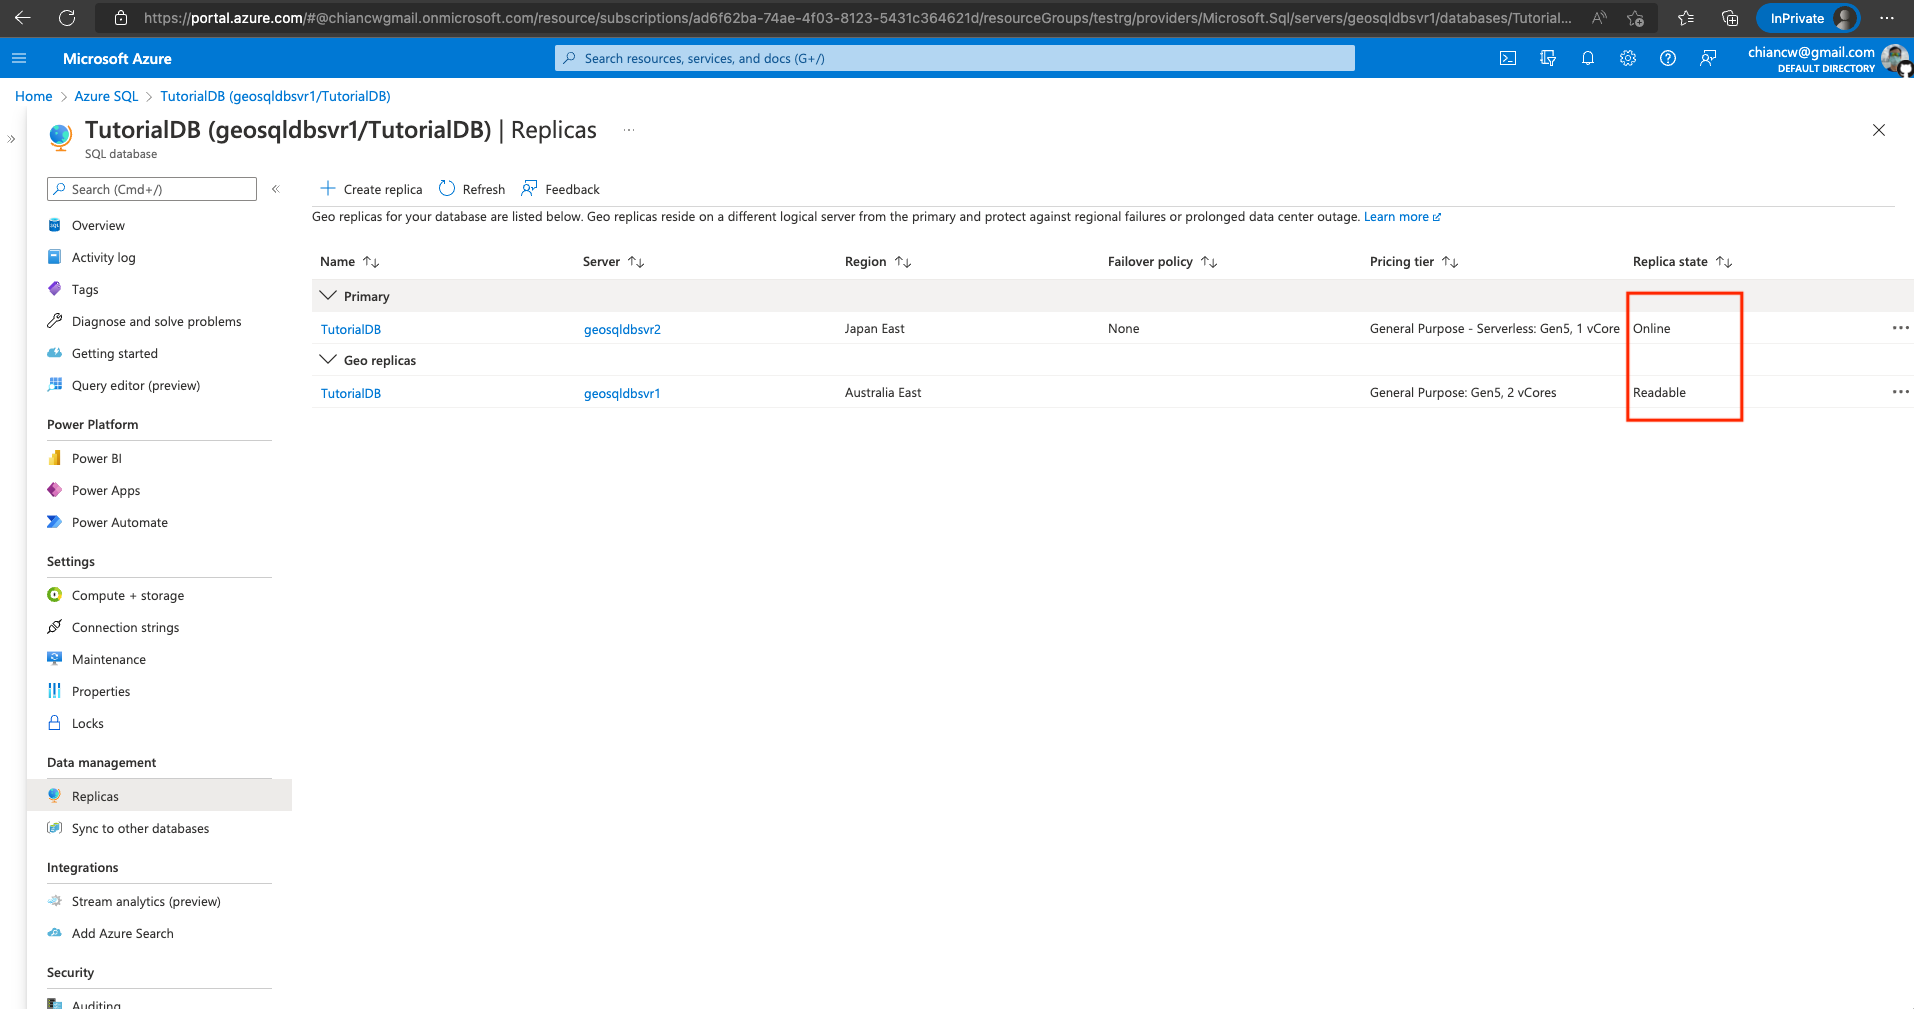 https://portal.azure.com/#@chiancwgmail.onmicrosoft.com/resource/subscriptions/ad6f62ba-74ae-4f03-8123-5431c364621d/resourceGroups/testrg/providers/Microsoft.Sql/servers/geosqldbsvr1/databases/Tutorial...
InPrivate
Microsoft Azure
Search resources, services, and docs (G+/)
chiancw@gmail.com
DEFAULT DIRECTORY
Home > Azure SQL > TutorialDB (geosqldbsvr1/TutorialDB)
TutorialDB (geosqldbsvr1/TutorialDB) | Replicas ...
SQL database
Search (Cmd+/)
Overview
Activity log
Tags
Diagnose and solve problems
Getting started
Query editor (preview)
Power Platform
Power BI
Power Apps
Power Automate
Settings
Compute + storage
Connection strings
Maintenance
Properties
Locks
Data management
Replicas
Sync to other databases
Integrations
Stream analytics (preview)
Add Azure Search
Security
Auditing
Create replica Refresh Feedback
Geo replicas for your database are listed below. Geo replicas reside on a different logical server from the primary and protect against regional failures or prolonged data center outage. Learn more
Name Server Region Failover policy Pricing tier Replica state
Primary
TutorialDB geosqldbsvr2 Japan East None General Purpose - Serverless: Gen5, 1 vCore Online
Geo replicas
TutorialDB geosqldbsvr1 Australia East General Purpose: Gen5, 2 vCores Readable